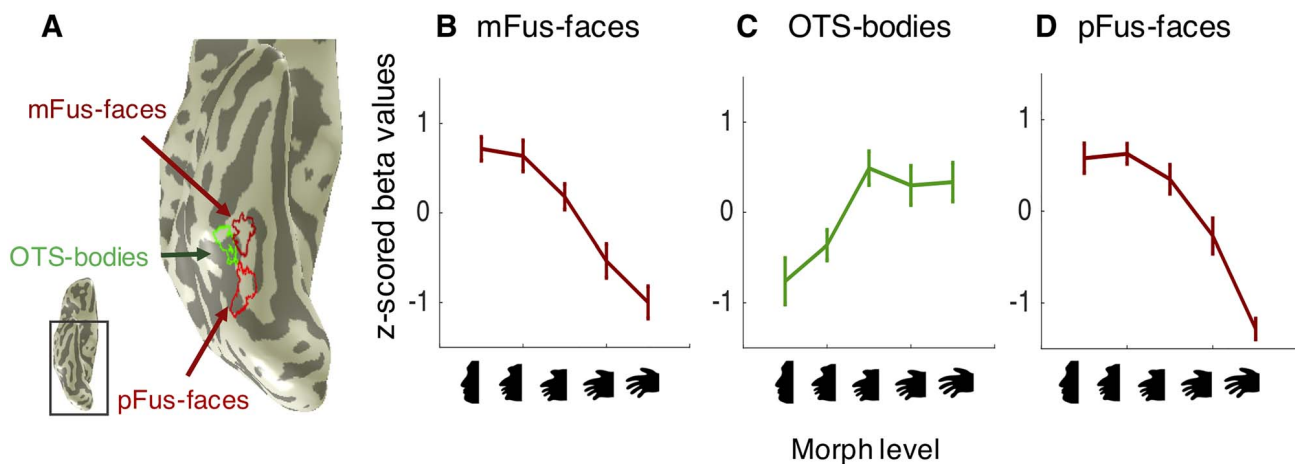 A
mFus-faces
OTS-bodies
pFus-faces
B mFus-faces
z-scored beta values
1
0
-1
C OTS-bodies
1
0
-1
D pFus-faces
1
0
-1
Morph level